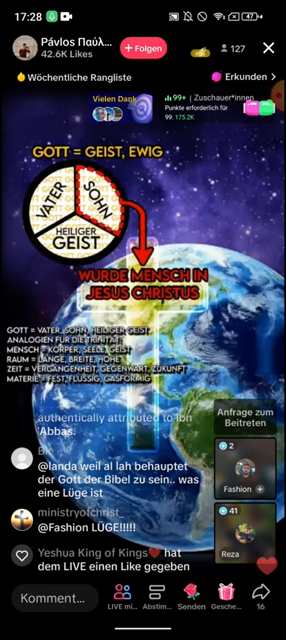 17:28
47
Pávlos Παύλ...
42.6K Likes
+ Folgen
127
Wöchentliche Rangliste
Erkunden >
Vielen Dank
99+ | Zuschauer*innen
Punkte erforderlich für
99: 175.2K
GOTT = GEIST, EWIG
VATER
SOHN
HEILIGER
GEIST
WURDE MENSCH IN
JESUS CHRISTUS
GOTT = VATER, SOHN, HEILIGER GEIST
ANALOGIEN FÜR DIE TRINITÄT
MENSCH = KÖRPER, SEELE, GEIST
RAUM = LÄNGE, BREITE, HÖHE
ZEIT = VERGANGENHEIT, GEGENWART, ZUKUNFT
MATERIE = FEST, FLÜSSIG, GASFÖRMIG
authentically attributed to Ibn
'Abbas.
@landa weil al lah behauptet
der Gott der Bibel zu sein.. was
eine Lüge ist
ministryofchrist_
@Fashion LÜGE!!!!!
Yeshua King of Kings❤️ hat
dem LIVE einen Like gegeben
Anfrage zum
Beitreten
2
Fashion +
41
Reza
Komment...
LIVE mi...
Abstim...
Senden
Gesche...
16